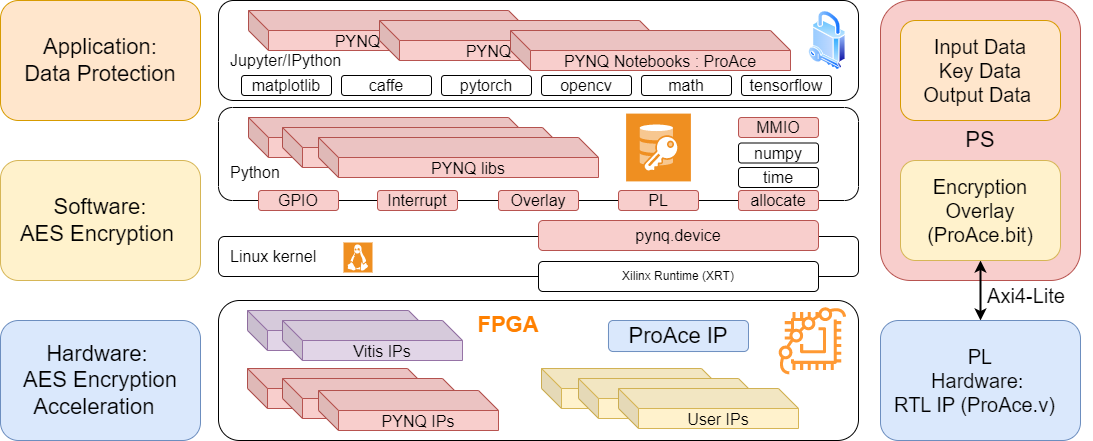 Application:
Data Protection
Software:
AES Encryption
Hardware:
AES Encryption
Acceleration
PYNQ
PYNQ
PYNQ Notebooks : ProAce
Jupyter/IPython
matplotlib
caffe
pytorch
opencv
math
tensorflow
PYNQ libs
Python
MMIO
numpy
time
GPIO
Interrupt
Overlay
PL
allocate
pynq.device
Linux kernel
Xilinx Runtime (XRT)
FPGA
Vitis IPs
ProAce IP
PYNQ IPs
User IPs
Input Data
Key Data
Output Data
PS
Encryption
Overlay
(ProAce.bit)
Axi4-Lite
PL
Hardware:
RTL IP (ProAce.v)